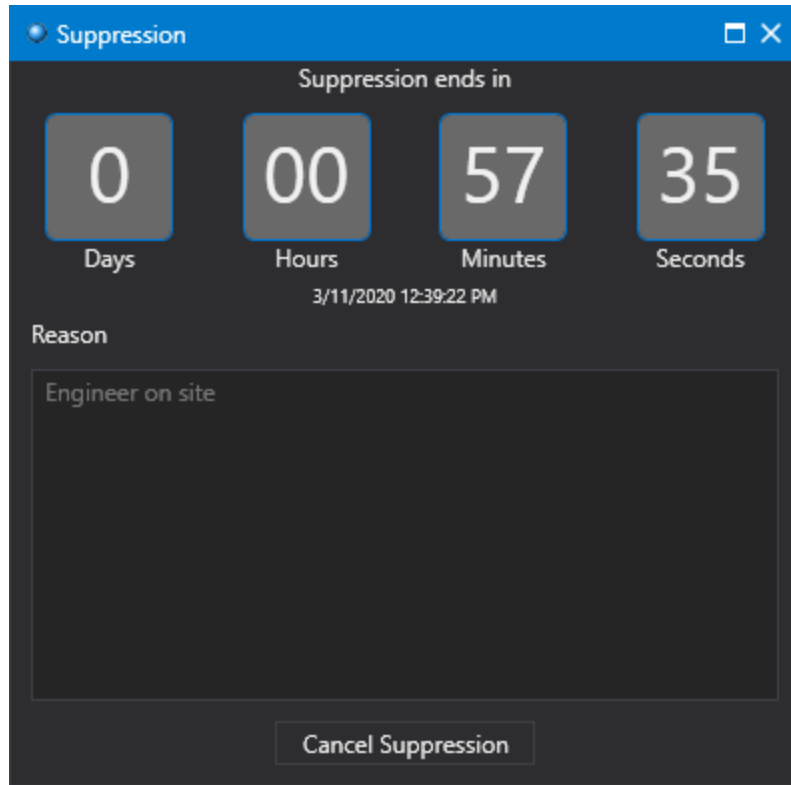 Suppression
Suppression ends in
0 00 57 35
Days Hours Minutes Seconds
3/11/2020 12:39:22 PM
Reason
Engineer on site
Cancel Suppression